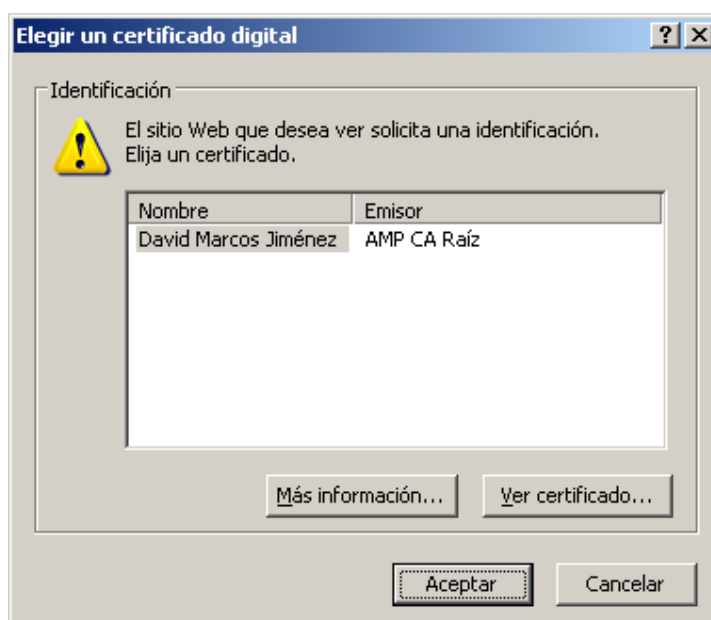 Elegir un certificado digital
Identificación
El sitio Web que desea ver solicita una identificación.
Elija un certificado.
Nombre Emisor
David Marcos Jiménez AMP CA Raíz
Más información... Ver certificado...
Aceptar Cancelar